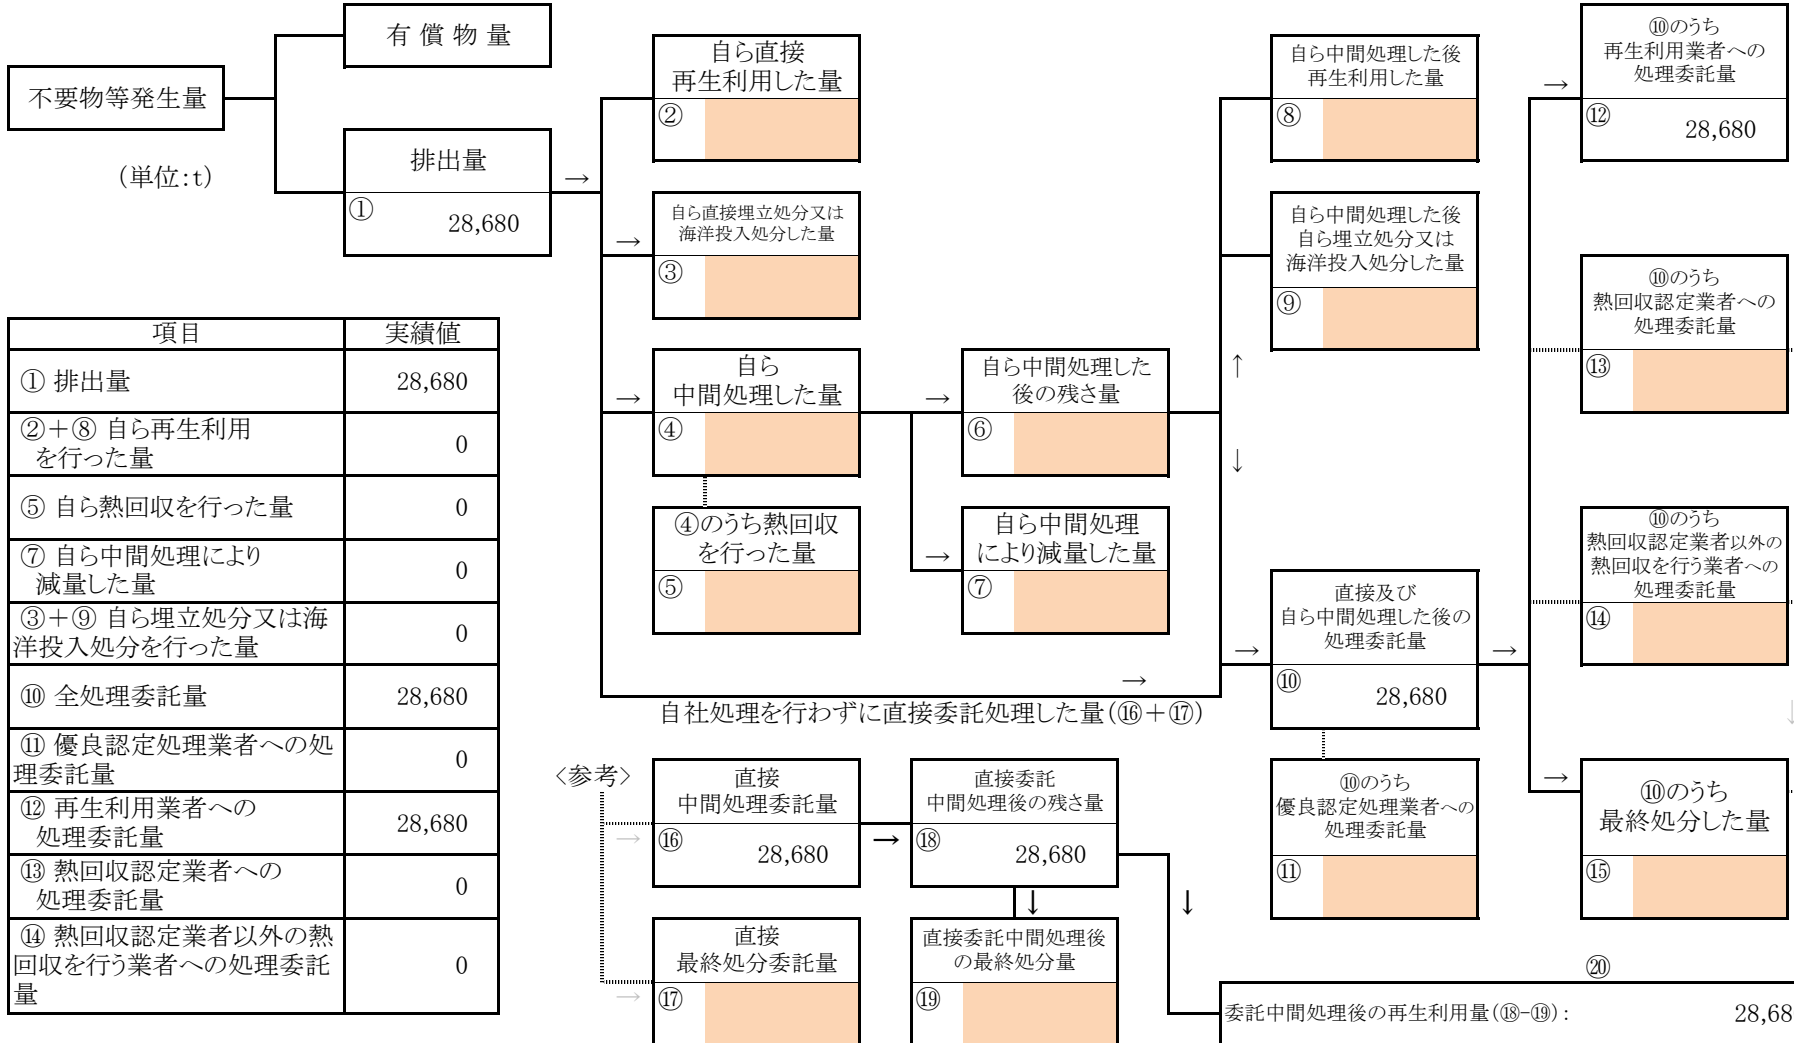 有 償 物 量
不要物等発生量
（単位：t）
排出量
①
28,680
→
自ら直接
再生利用した量
②
自ら直接埋立処分又は
海洋投入処分した量
→
③
自ら
中間処理した量
→
④
④のうち熱回収
を行った量
⑤
自ら中間処理した
後の残さ量
→
⑥
自ら中間処理
により減量した量
→
⑦
自ら中間処理した後
再生利用した量
⑧
自ら中間処理した後
自ら埋立処分又は
海洋投入処分した量
⑨
↑
↓
直接及び
自ら中間処理した後の
処理委託量
→
⑩
28,680
→
⑩のうち
優良認定処理業者への
処理委託量
⑪
⑩のうち
再生利用業者への
処理委託量
→
⑫
28,680
⑩のうち
熱回収認定業者への
処理委託量
⑬
⑩のうち
熱回収認定業者以外の
熱回収を行う業者への
処理委託量
⑭
↓
⑩のうち
最終処分した量
→
⑮
→
自社処理を行わずに直接委託処理した量（⑯＋⑰）
〈参考〉
直接
中間処理委託量
→
⑯
28,680
→
直接委託
中間処理後の残さ量
⑱
28,680
↓
↓
直接
最終処分委託量
→
⑰
直接委託中間処理後
の最終処分量
⑲
⑳
委託中間処理後の再生利用量（⑱-⑲）：
項目 実績値
① 排出量 28,680
②＋⑧ 自ら再生利用
を行った量 0
⑤ 自ら熱回収を行った量 0
⑦ 自ら中間処理により
減量した量 0
③＋⑨ 自ら埋立処分又は海
洋投入処分を行った量 0
⑩ 全処理委託量 28,680
⑪ 優良認定処理業者への処
理委託量 0
⑫ 再生利用業者への
処理委託量 28,680
⑬ 熱回収認定業者への
処理委託量 0
⑭ 熱回収認定業者以外の熱
回収を行う業者への処理委託
量 0